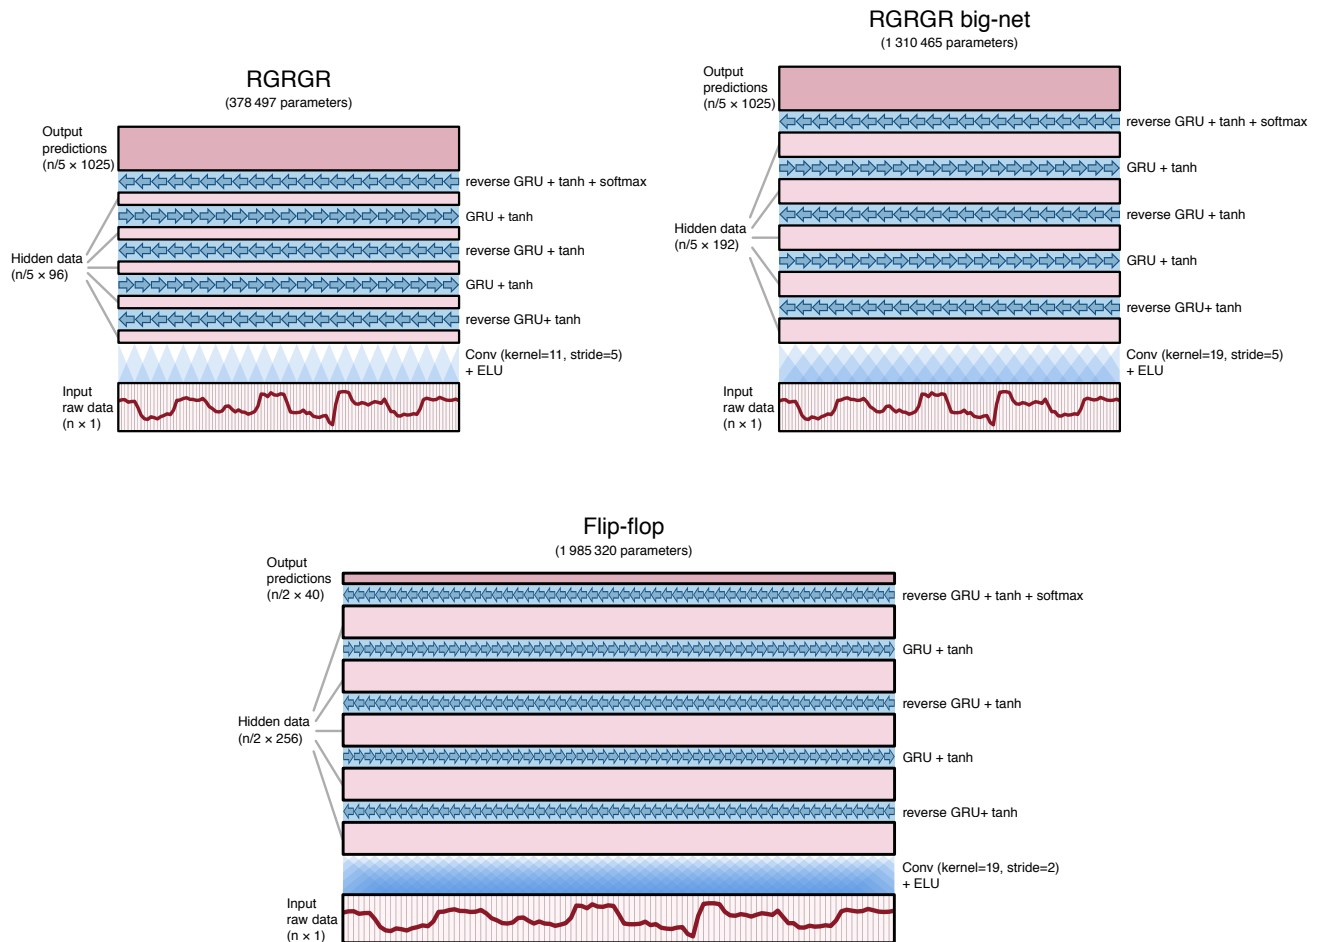 RGRGR
(378 497 parameters)
Output
predictions
(n/5 × 1025)
reverse GRU + tanh + softmax
GRU + tanh
reverse GRU + tanh
Hidden data
(n/5 × 96)
GRU + tanh
reverse GRU+ tanh
Conv (kernel=11, stride=5)
+ ELU
Input
raw data
(n × 1)
RGRGR big-net
(1 310 465 parameters)
Output
predictions
(n/5 × 1025)
reverse GRU + tanh + softmax
GRU + tanh
reverse GRU + tanh
Hidden data
(n/5 × 192)
GRU + tanh
reverse GRU+ tanh
Conv (kernel=19, stride=5)
+ ELU
Input
raw data
(n × 1)
Flip-flop
(1 985 320 parameters)
Output
predictions
(n/2 × 40)
reverse GRU + tanh + softmax
GRU + tanh
reverse GRU + tanh
Hidden data
(n/2 × 256)
GRU + tanh
reverse GRU+ tanh
Conv (kernel=19, stride=2)
+ ELU
Input
raw data
(n × 1)